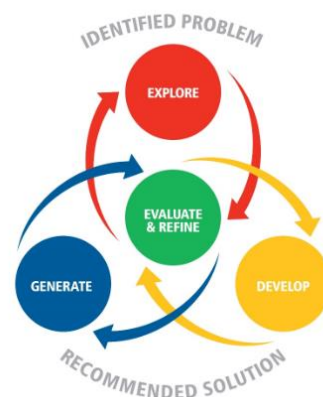 IDENTIFIED PROBLEM
EXPLORE
EVALUATE
& REFINE
GENERATE
DEVELOP
RECOMMENDED SOLUTION